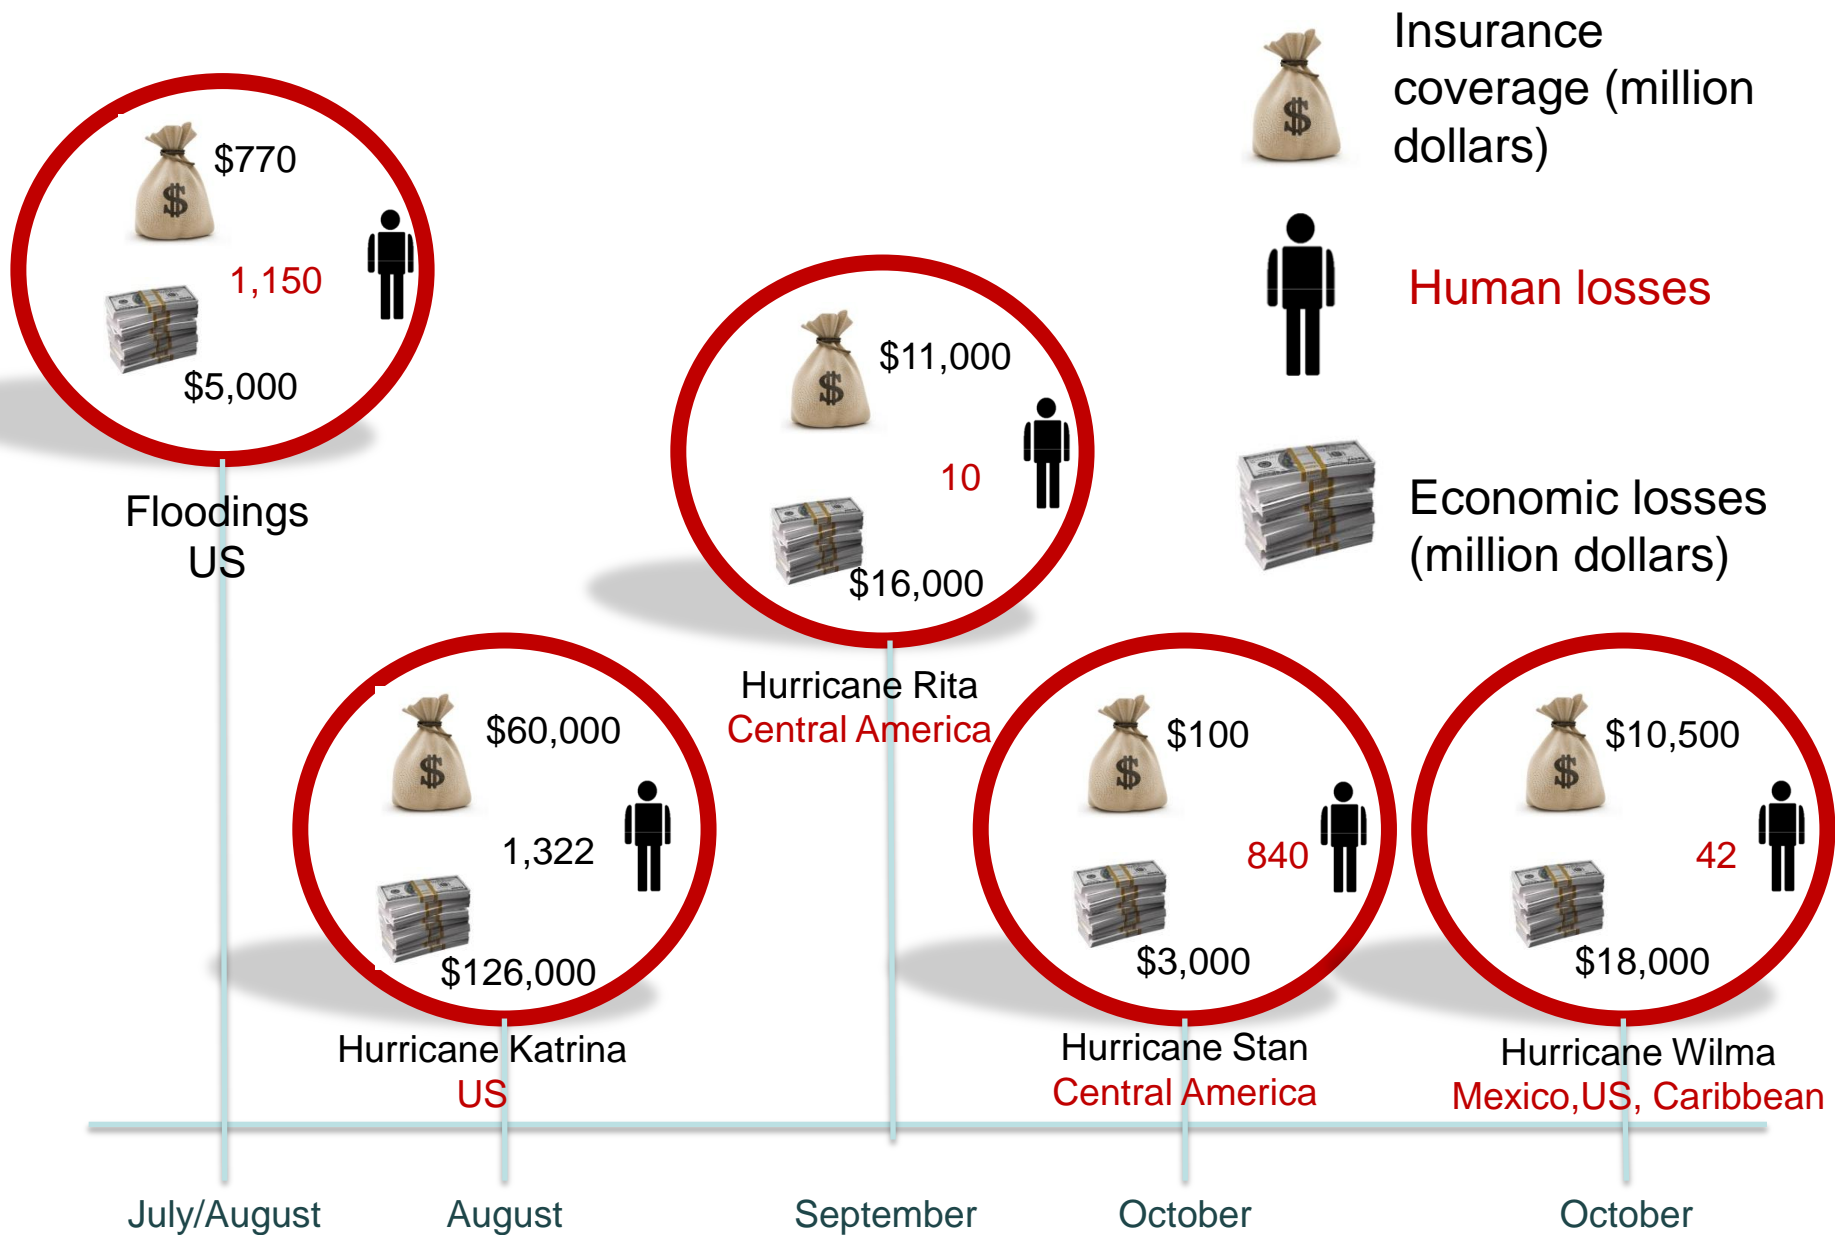 Insurance
coverage (million
dollars)
Human losses
Economic losses
(million dollars)
$770
1,150
$5,000
Floodings
US
$60,000
1,322
$126,000
Hurricane Katrina
US
$11,000
10
$16,000
Hurricane Rita
Central America
$100
840
$3,000
Hurricane Stan
Central America
$10,500
42
$18,000
Hurricane Wilma
Mexico,US, Caribbean
July/August
August
September
October
October